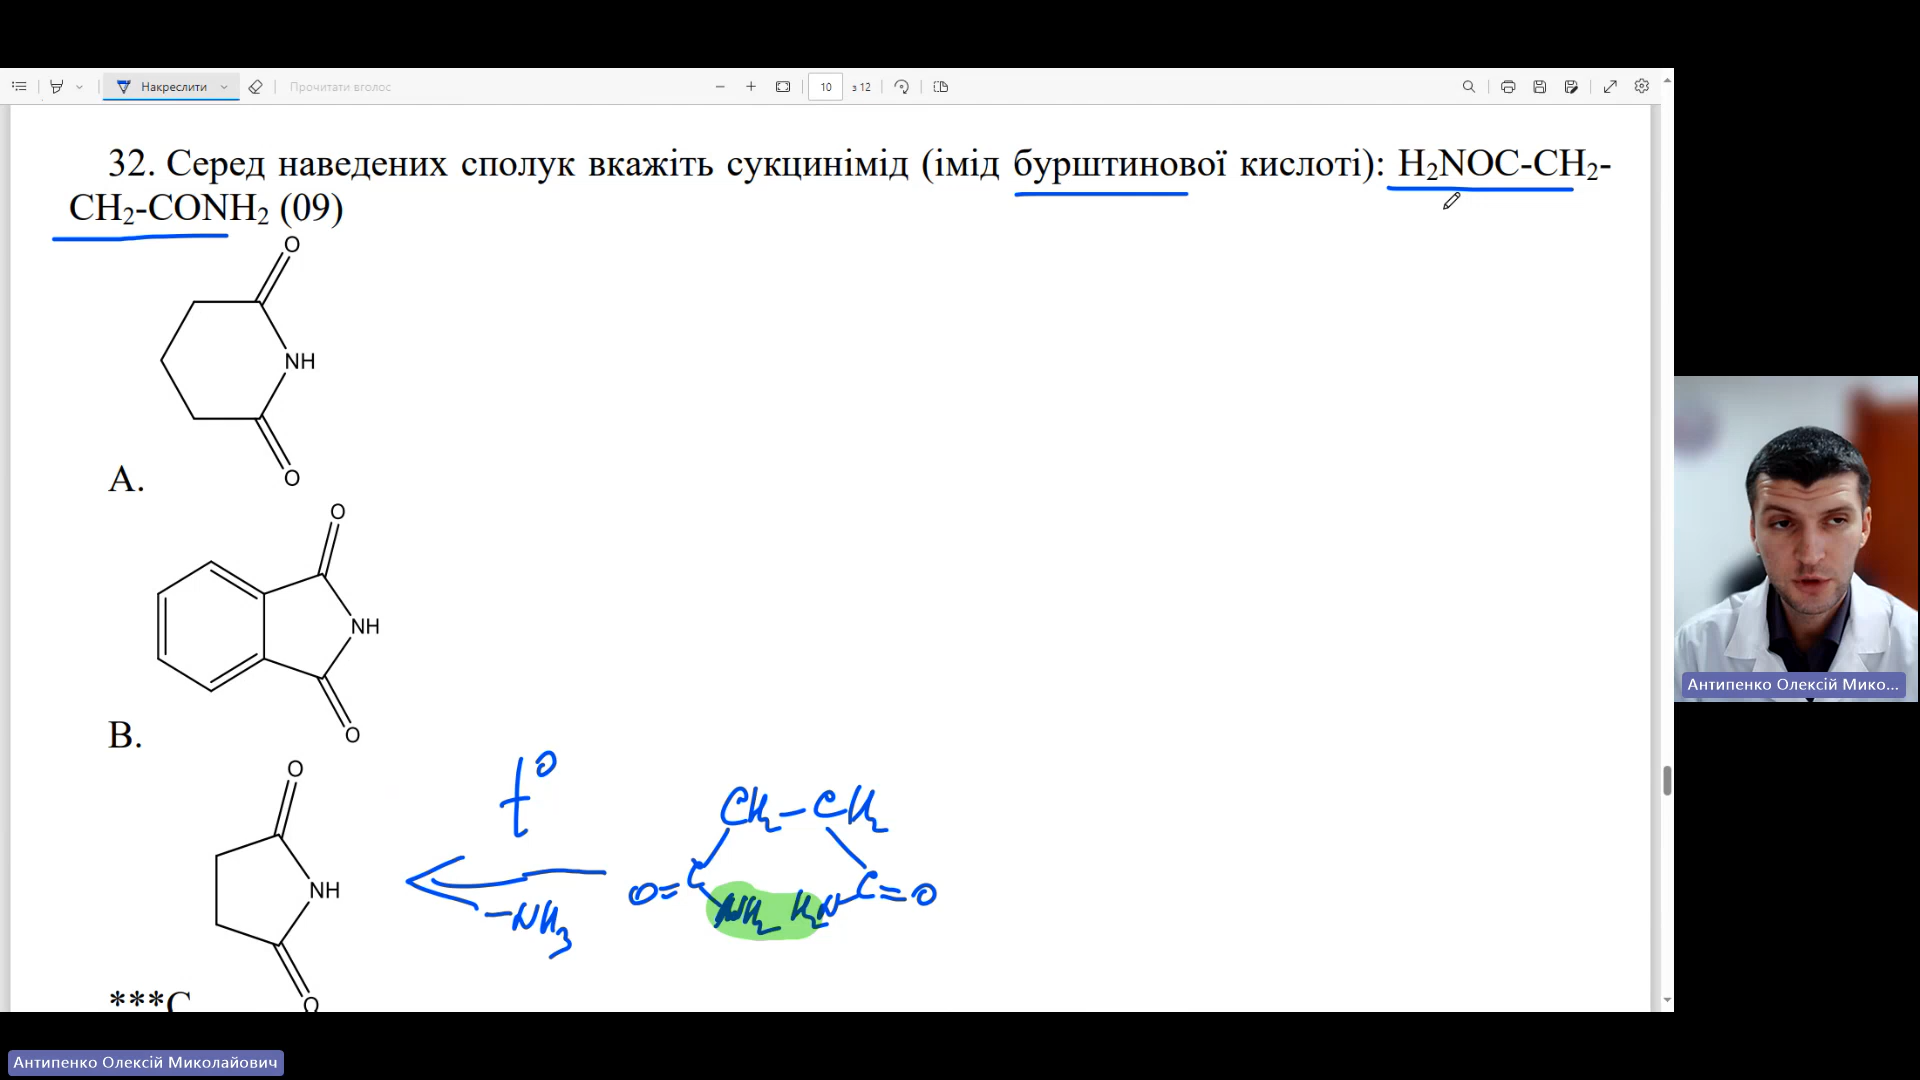 Накреслити
Прочитати вголос
10
з 12
32. Серед наведених сполук вкажіть сукцинімід (імід бурштинової кислоті): H₂NOC-CH₂-
CH₂-CONH₂ (09)
O
NH
O
A.
O
NH
O
B.
O
NH
O
***C
t⁰
-NH₃
CH₂-CH₂
O=C
NH₂ H₂N
C=O
Антипенко Олексій Мико...
Антипенко Олексій Миколайович